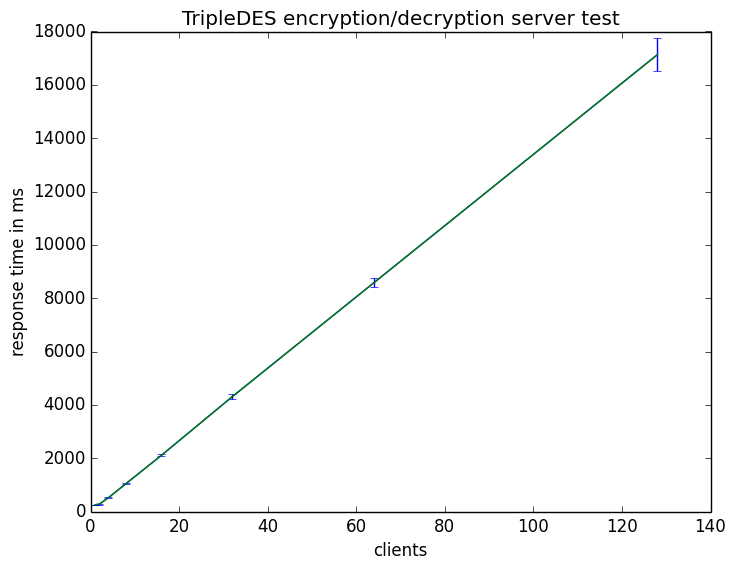 TripleDES encryption/decryption server test
18000
16000
14000
12000
10000
8000
6000
4000
2000
0
response time in ms
0 20 40 60 80 100 120 140
clients